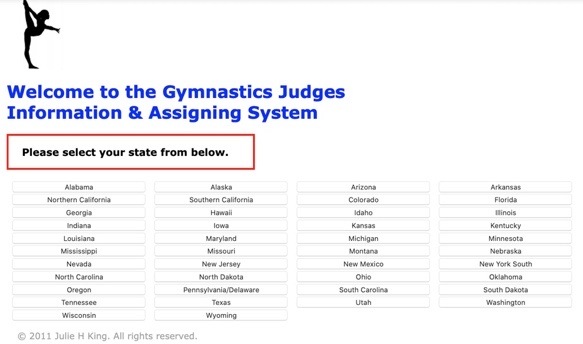 Welcome to the Gymnastics Judges
Information & Assigning System
Please select your state from below.
Alabama Alaska Arizona Arkansas
Northern California Southern California Colorado Florida
Georgia Hawaii Idaho Illinois
Indiana Iowa Kansas Kentucky
Louisiana Maryland Michigan Minnesota
Mississippi Missouri Montana Nebraska
Nevada New Jersey New Mexico New York South
North Carolina North Dakota Ohio Oklahoma
Oregon Pennsylvania/Delaware South Carolina South Dakota
Tennessee Texas Utah Washington
Wisconsin Wyoming
© 2011 Julie H King. All rights reserved.